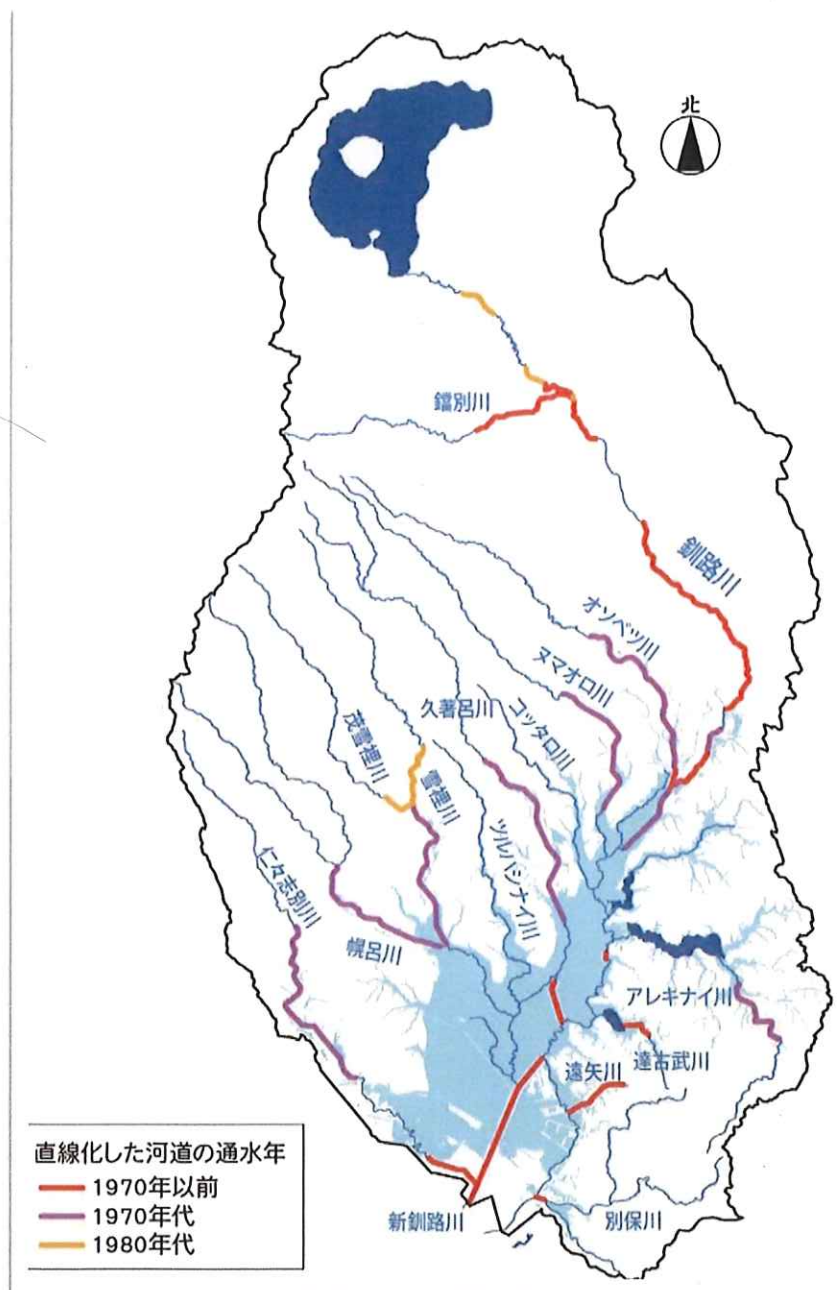 北
鐺別川
釧路川
オソベツ川
ヌマオロ川
久著呂川
コッタロ川
茂雪裡川
雪裡川
ツルハシナイ川
仁々志別川
幌呂川
アレキナイ川
達古武川
遠矢川
新釧路川
別保川
直線化した河道の通水年
1970年以前
1970年代
1980年代